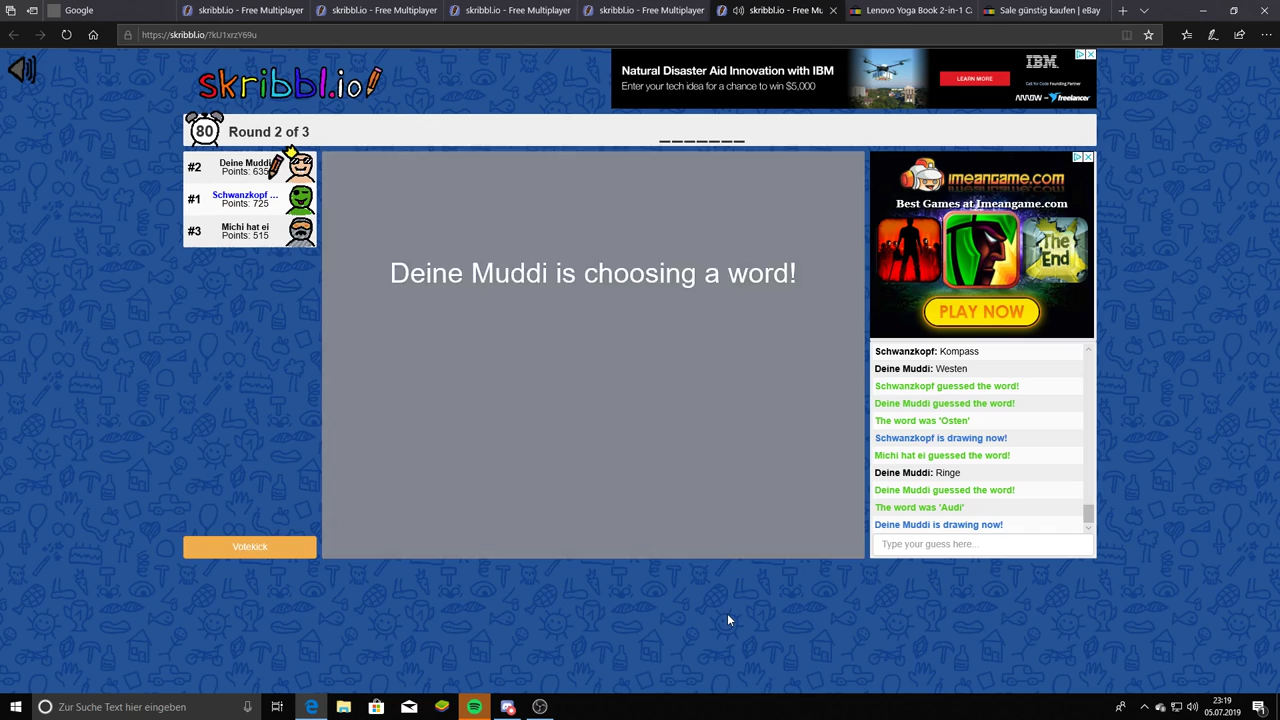 Google
skribbl.io - Free Multiplayer
skribbl.io - Free Multiplayer
skribbl.io - Free Multiplayer
skribbl.io - Free Multiplayer
skribbl.io - Free Mu
Lenovo Yoga Book 2-in-1 C
Sale günstig kaufen | eBay
https://skribbl.io/?kU1xrzY69u
skribbl.io
Natural Disaster Aid Innovation with IBM
Enter your tech idea for a chance to win $5,000
LEARN MORE
IBM
Call for Code Founding Partner
ARROW
freelancer
80
Round 2 of 3
_______
#2
Deine Muddi
Points: 635
#1
Schwanzkopf ...
Points: 725
#3
Michi hat ei
Points: 515
Votekick
Deine Muddi is choosing a word!
imeangame.com
Best Games at Imeangame.com
The End
PLAY NOW
Schwanzkopf: Kompass
Deine Muddi: Westen
Schwanzkopf guessed the word!
Deine Muddi guessed the word!
The word was 'Osten'
Schwanzkopf is drawing now!
Michi hat ei guessed the word!
Deine Muddi: Ringe
Deine Muddi guessed the word!
The word was 'Audi'
Deine Muddi is drawing now!
Type your guess here...
Zur Suche Text hier eingeben
23:19
05.07.2019